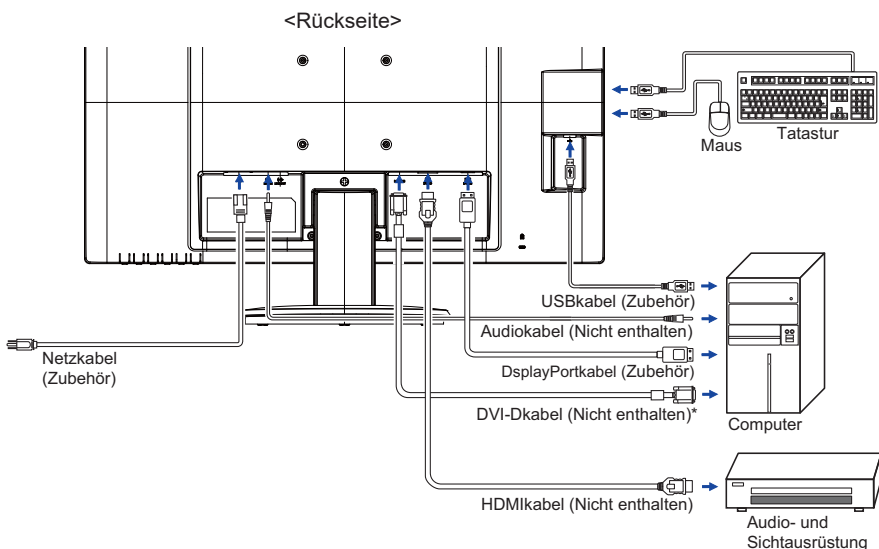 <Rückseite>
Maus
Tatastur
USBkabel (Zubehör)
Audiokabel (Nicht enthalten)
Netzkabel
(Zubehör)
DsplayPortkabel (Zubehör)
DVI-Dkabel (Nicht enthalten)*
Computer
HDMIkabel (Nicht enthalten)
Audio- und
Sichtausrüstung